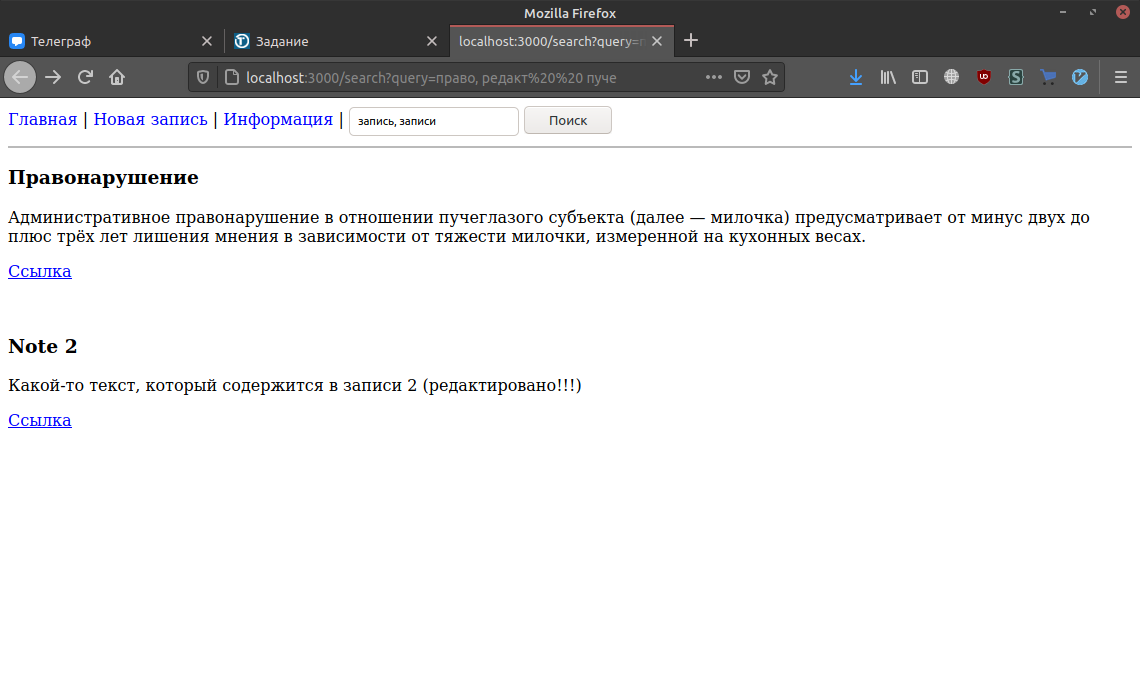 Mozilla Firefox
Телеграф
Задание
localhost:3000/search?query=
localhost:3000/search?query=право, редакт%20%20 пуче
Главная | Новая запись | Информация | запись, записи Поиск
Правонарушение
Административное правонарушение в отношении пучеглазого субъекта (далее — милочка) предусматривает от минус двух до
плюс трёх лет лишения мнения в зависимости от тяжести милочки, измеренной на кухонных весах.
Ссылка
Note 2
Какой-то текст, который содержится в записи 2 (редактировано!!!)
Ссылка